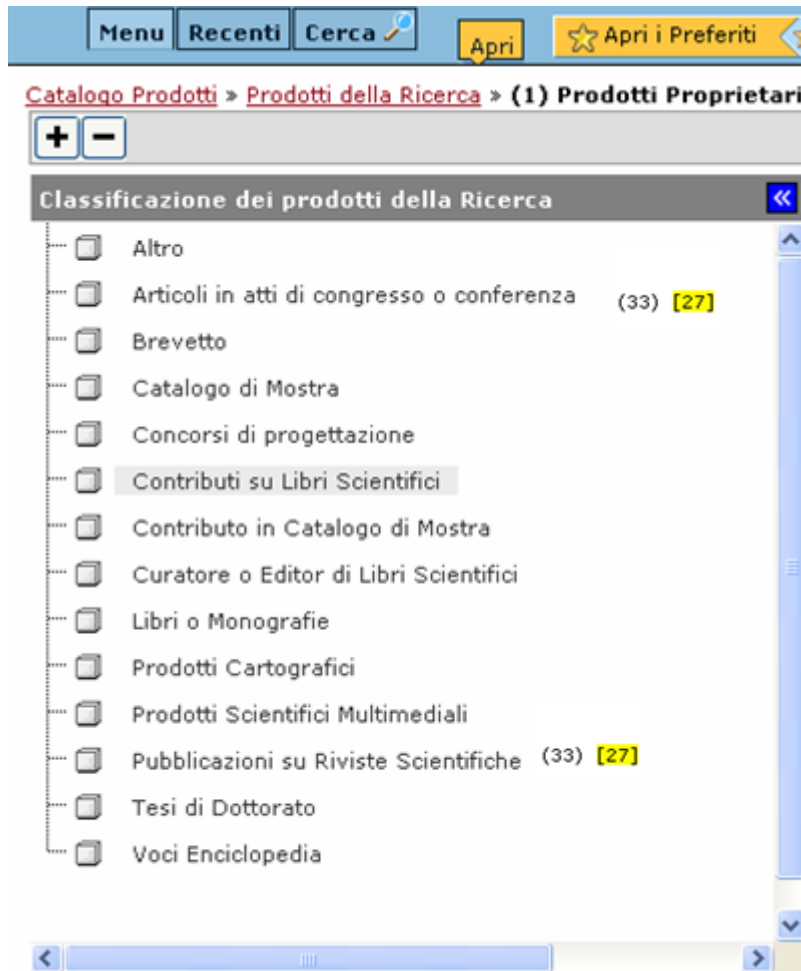 Menu Recenti Cerca Apri Apri i Preferiti
Catalogo Prodotti » Prodotti della Ricerca » (1) Prodotti Proprietari
+ −
Classificazione dei prodotti della Ricerca «
Altro
Articoli in atti di congresso o conferenza (33) [27]
Brevetto
Catalogo di Mostra
Concorsi di progettazione
Contributi su Libri Scientifici
Contributo in Catalogo di Mostra
Curatore o Editor di Libri Scientifici
Libri o Monografie
Prodotti Cartografici
Prodotti Scientifici Multimediali
Pubblicazioni su Riviste Scientifiche (33) [27]
Tesi di Dottorato
Voci Enciclopedia